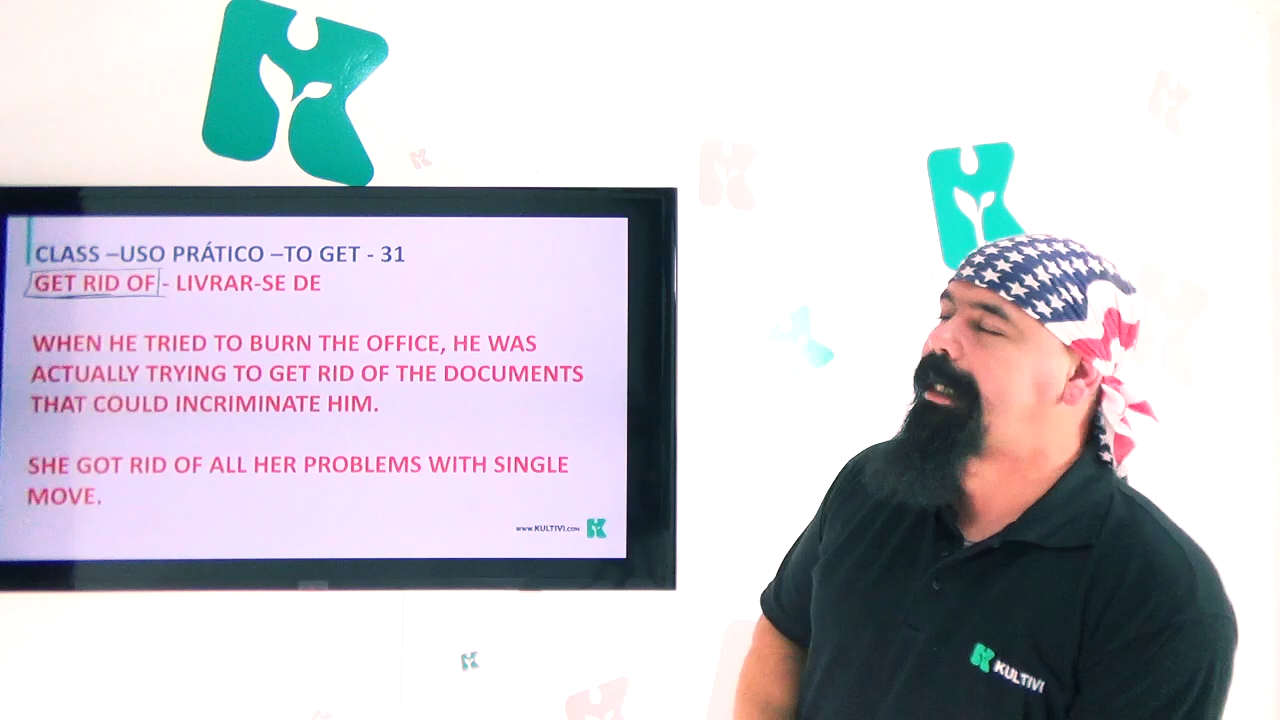 CLASS –USO PRÁTICO –TO GET - 31
GET RID OF - LIVRAR-SE DE
WHEN HE TRIED TO BURN THE OFFICE, HE WAS
ACTUALLY TRYING TO GET RID OF THE DOCUMENTS
THAT COULD INCRIMINATE HIM.
SHE GOT RID OF ALL HER PROBLEMS WITH SINGLE
MOVE.
www.KULTIVI.com
KULTIVI